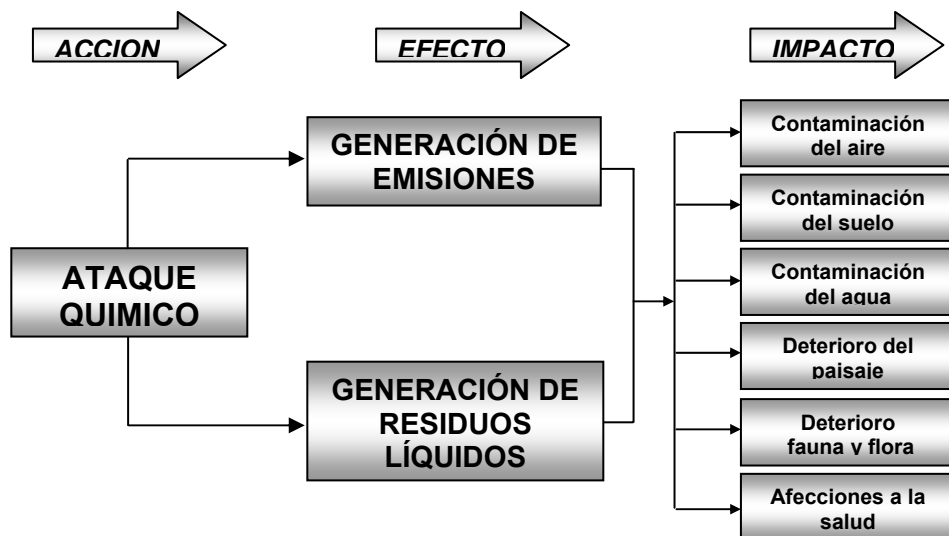 ACCION
EFECTO
IMPACTO
ATAQUE
QUIMICO
GENERACIÓN DE
EMISIONES
GENERACIÓN DE
RESIDUOS
LÍQUIDOS
Contaminación
del aire
Contaminación
del suelo
Contaminación
del agua
Deterioro del
paisaje
Deterioro
fauna y flora
Afecciones a la
salud